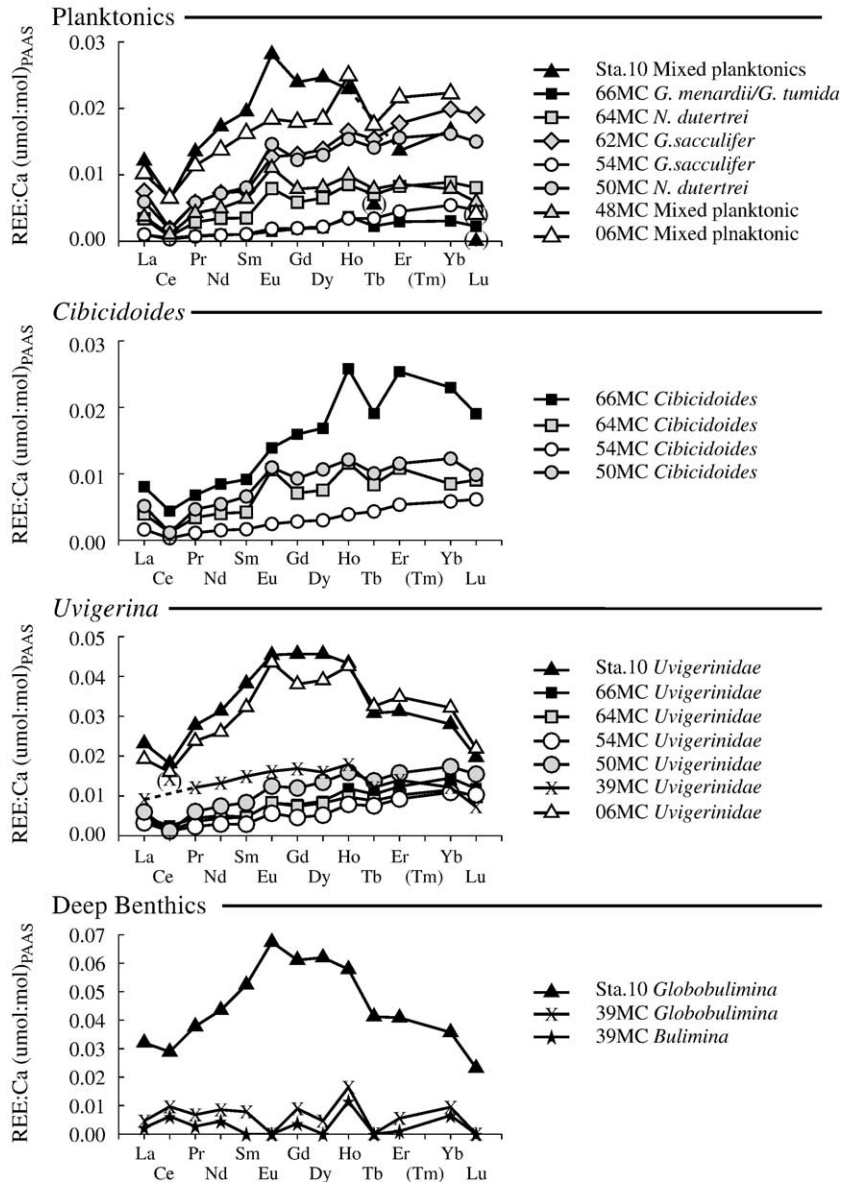 Planktonics
REE:Ca (umol:mol)PAAS
0.03
0.02
0.01
0.00
La Pr Sm Gd Ho Er Yb
Ce Nd Eu Dy Tb (Tm) Lu
Sta.10 Mixed planktonics
66MC G. menardii/G. tumida
64MC N. dutertrei
62MC G.sacculifer
54MC G.sacculifer
50MC N. dutertrei
48MC Mixed planktonic
06MC Mixed plnaktonic
Cibicidoides
REE:Ca (umol:mol)PAAS
0.03
0.02
0.01
0.00
La Pr Sm Gd Ho Er Yb
Ce Nd Eu Dy Tb (Tm) Lu
66MC Cibicidoides
64MC Cibicidoides
54MC Cibicidoides
50MC Cibicidoides
Uvigerina
REE:Ca (umol:mol)PAAS
0.05
0.04
0.03
0.02
0.01
0.00
La Pr Sm Gd Ho Er Yb
Ce Nd Eu Dy Tb (Tm) Lu
Sta.10 Uvigerinidae
66MC Uvigerinidae
64MC Uvigerinidae
54MC Uvigerinidae
50MC Uvigerinidae
39MC Uvigerinidae
06MC Uvigerinidae
Deep Benthics
REE:Ca (umol:mol)PAAS
0.07
0.06
0.05
0.04
0.03
0.02
0.01
0.00
La Pr Sm Gd Ho Er Yb
Ce Nd Eu Dy Tb (Tm) Lu
Sta.10 Globobulimina
39MC Globobulimina
39MC Bulimina